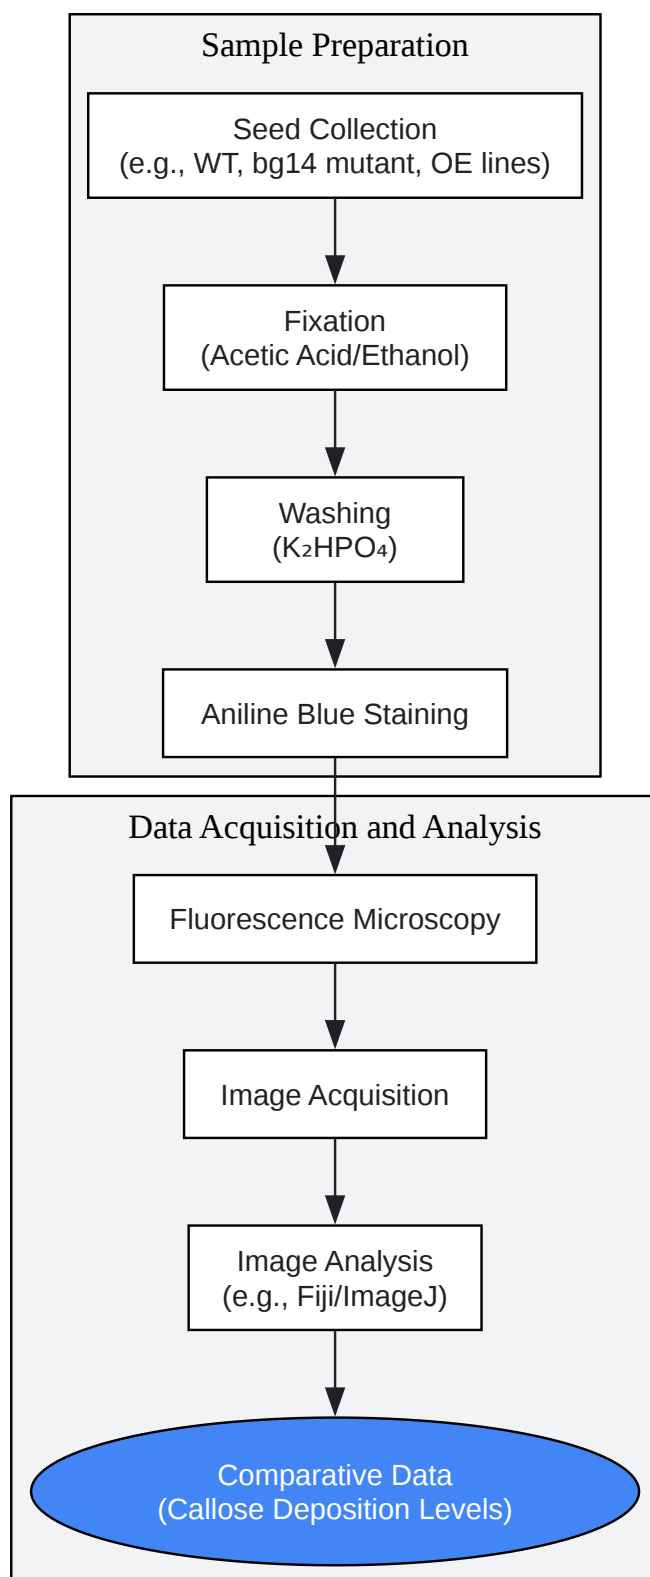 Sample Preparation
Seed Collection
(e.g., WT, bg14 mutant, OE lines)
Fixation
(Acetic Acid/Ethanol)
Washing
(K₂HPO₄)
Aniline Blue Staining
Data Acquisition and Analysis
Fluorescence Microscopy
Image Acquisition
Image Analysis
(e.g., Fiji/ImageJ)
Comparative Data
(Callose Deposition Levels)